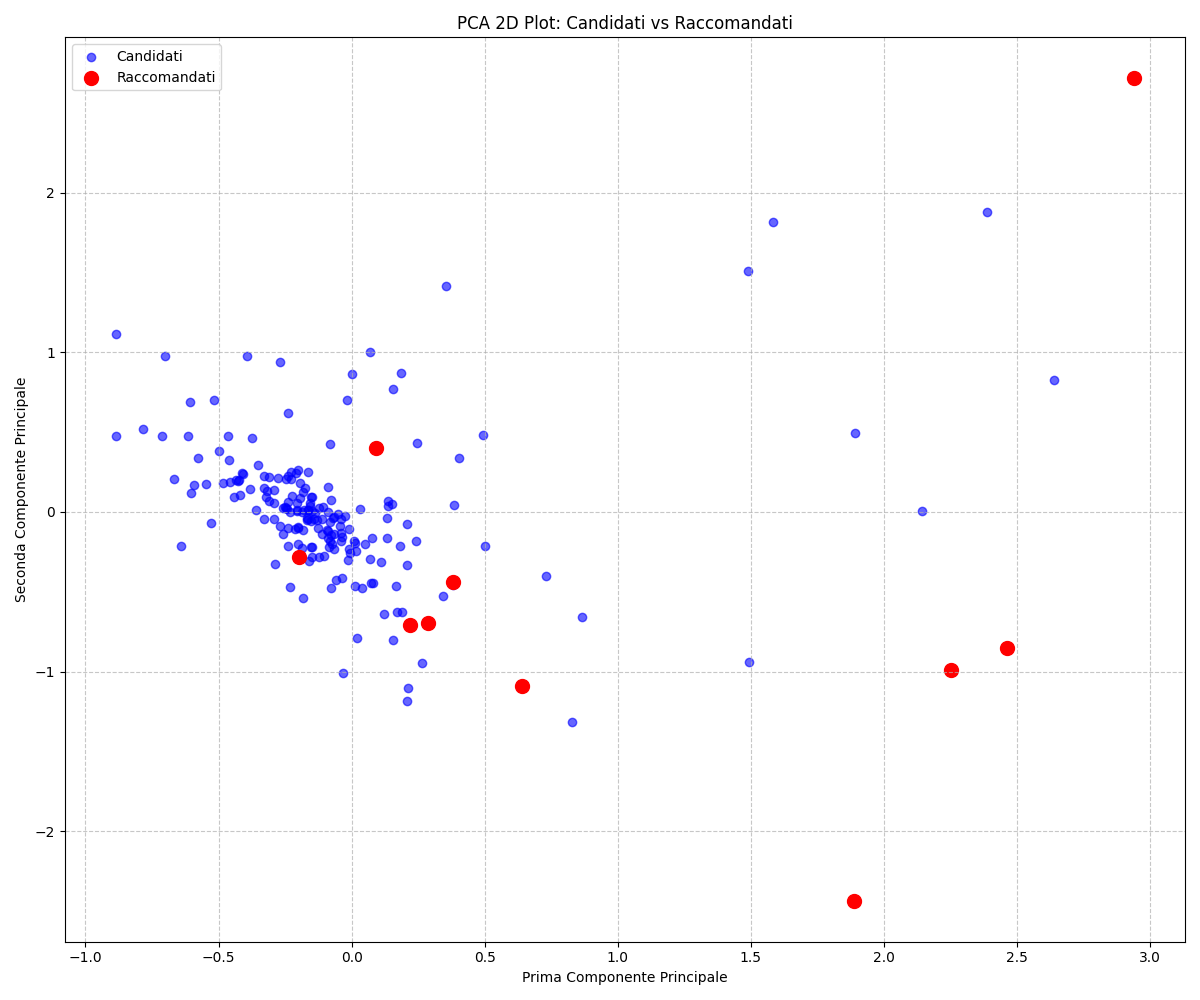 PCA 2D Plot: Candidati vs Raccomandati
Candidati
Raccomandati
Seconda Componente Principale
2
1
0
−1
−2
−1.0
−0.5
0.0
0.5
1.0
1.5
2.0
2.5
3.0
Prima Componente Principale